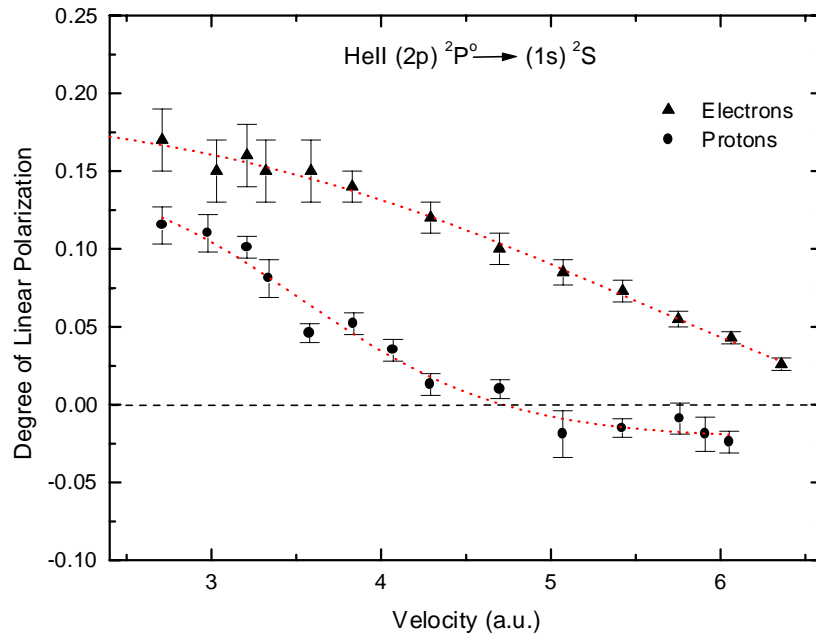 HeII (2p) ²Pᵒ → (1s) ²S
Electrons
Protons
Degree of Linear Polarization
0.25
0.20
0.15
0.10
0.05
0.00
-0.05
-0.10
3 4 5 6
Velocity (a.u.)